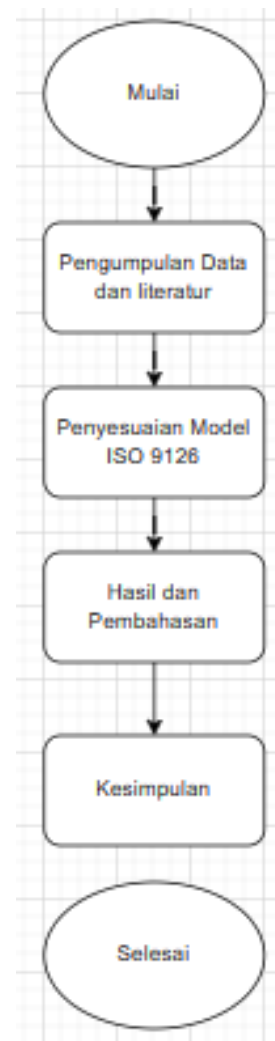 Mulai
Pengumpulan Data
dan literatur
Penyesuaian Model
ISO 9126
Hasil dan
Pembahasan
Kesimpulan
Selesai